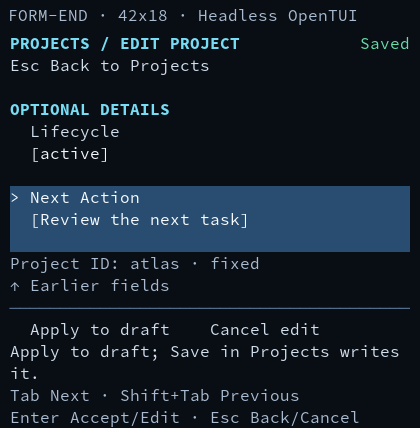 FORM-END · 42x18 · Headless OpenTUI
PROJECTS / EDIT PROJECT Saved
Esc Back to Projects
OPTIONAL DETAILS
Lifecycle
[active]
> Next Action
[Review the next task]
Project ID: atlas · fixed
↑ Earlier fields
Apply to draft Cancel edit
Apply to draft; Save in Projects writes
it.
Tab Next · Shift+Tab Previous
Enter Accept/Edit · Esc Back/Cancel